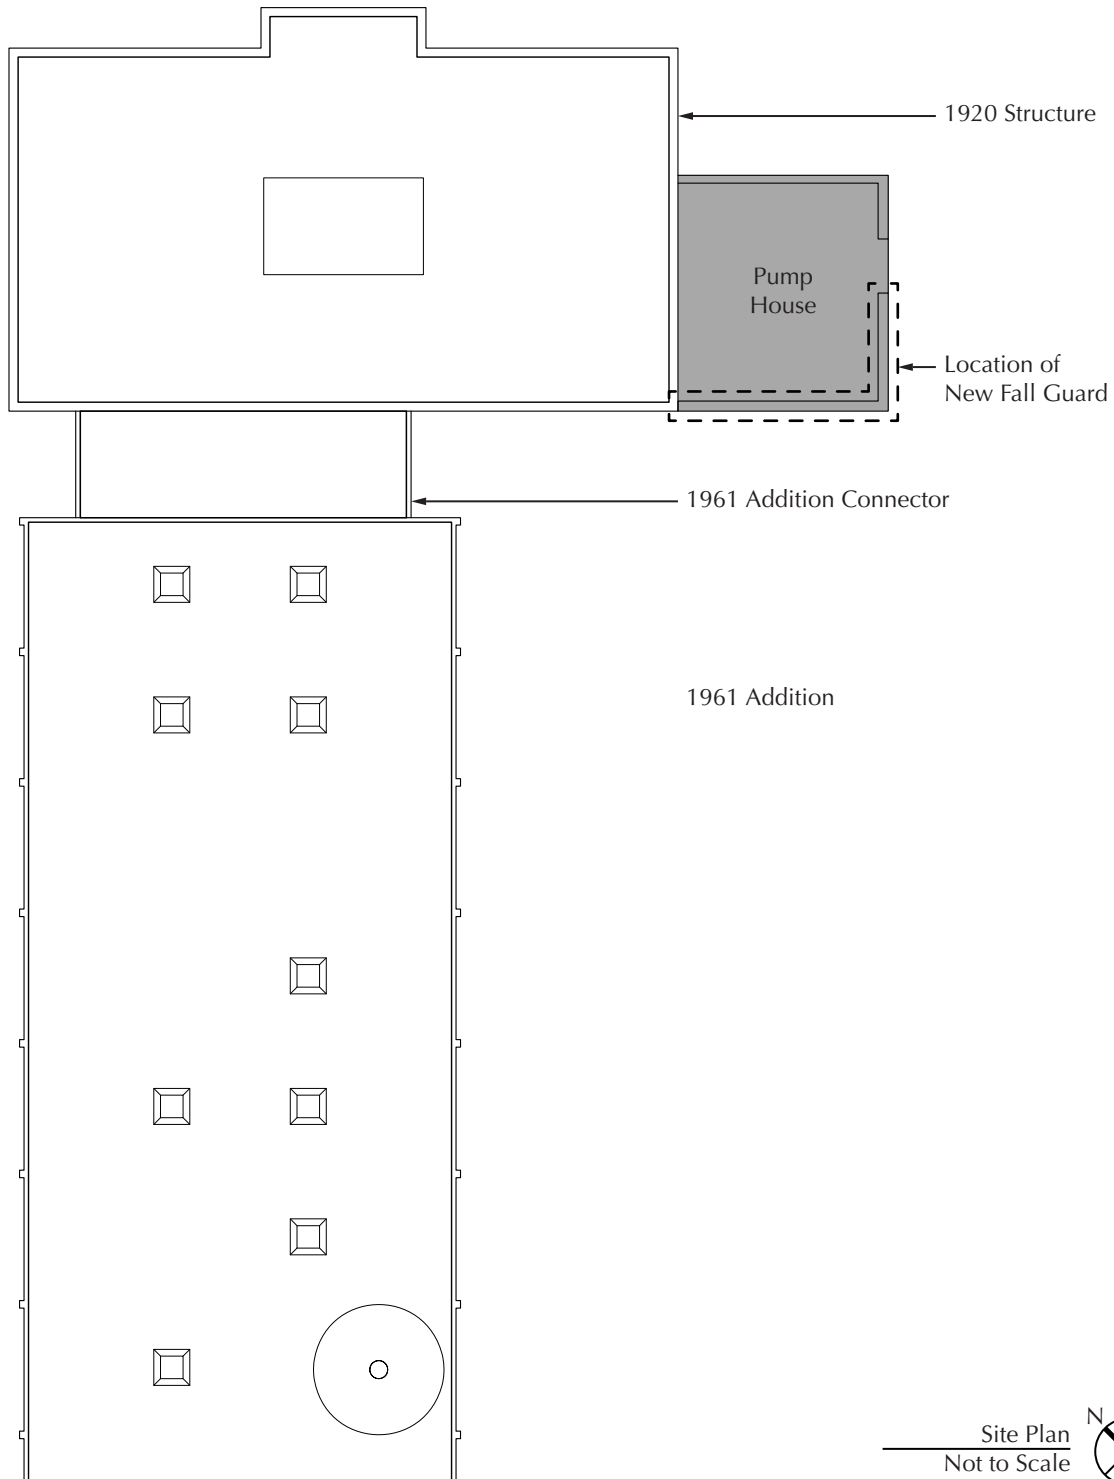 1920 Structure
Pump
House
Location of
New Fall Guard
1961 Addition Connector
1961 Addition
Site Plan
Not to Scale
N